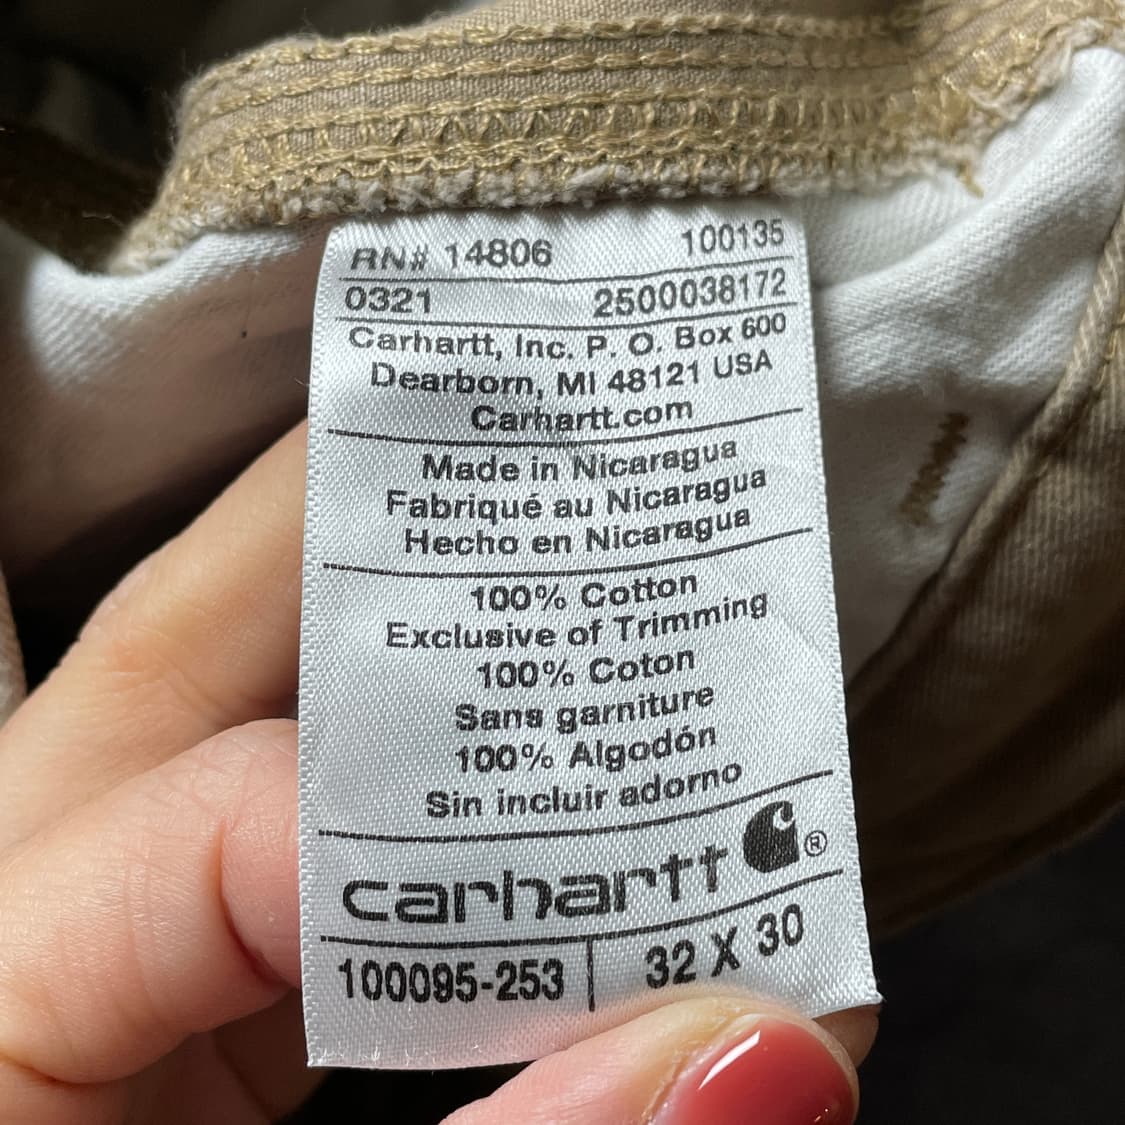 RN# 14806 100135
0321 2500038172
Carhartt, Inc. P. O. Box 600
Dearborn, MI 48121 USA
Carhartt.com
Made in Nicaragua
Fabriqué au Nicaragua
Hecho en Nicaragua
100% Cotton
Exclusive of Trimming
100% Coton
Sans garniture
100% Algodón
Sin incluir adorno
carhartt ®
100095-253 | 32 X 30